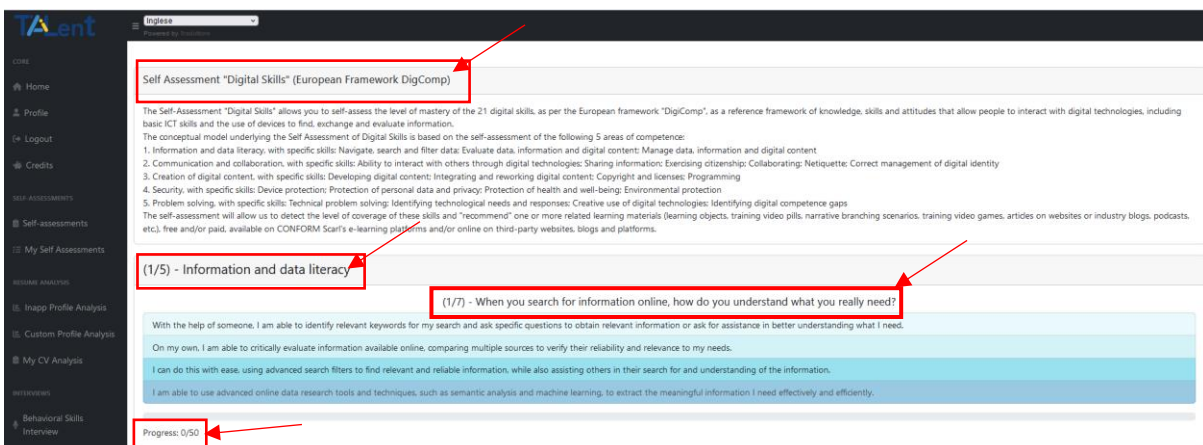 TALent
Inglese
Powered by
CORE
Home
Profile
Logout
Credits
SELF-ASSESSMENTS
Self-assessments
My Self Assessments
RESUME ANALYSIS
Inapp Profile Analysis
Custom Profile Analysis
My CV Analysis
INTERVIEWS
Behavioral Skills
Interview
Self Assessment "Digital Skills" (European Framework DigComp)
The Self-Assessment "Digital Skills" allows you to self-assess the level of mastery of the 21 digital skills, as per the European framework "DigComp", as a reference framework of knowledge, skills and attitudes that allow people to interact with digital technologies, including
basic ICT skills and the use of devices to find, exchange and evaluate information.
The conceptual model underlying the Self Assessment of Digital Skills is based on the self-assessment of the following 5 areas of competence:
1. Information and data literacy, with specific skills: Navigate, search and filter data; Evaluate data, information and digital content; Manage data, information and digital content
2. Communication and collaboration, with specific skills: Ability to interact with others through digital technologies; Sharing information; Exercising citizenship; Collaborating; Netiquette; Correct management of digital identity
3. Creation of digital content, with specific skills: Developing digital content; Integrating and reworking digital content; Copyright and licenses; Programming
4. Security, with specific skills: Device protection; Protection of personal data and privacy; Protection of health and well-being; Environmental protection
5. Problem solving, with specific skills: Technical problem solving; Identifying technological needs and responses; Creative use of digital technologies; Identifying digital competence gaps
The self-assessment will allow us to detect the level of coverage of these skills and "recommend" one or more related learning materials (learning objects, training video pills, narrative branching scenarios, training video games, articles on websites or industry blogs, podcasts,
etc.), free and/or paid, available on CONFORM Scarl's e-learning platforms and/or online on third-party websites, blogs and platforms.
(1/5) - Information and data literacy
(1/7) - When you search for information online, how do you understand what you really need?
With the help of someone, I am able to identify relevant keywords for my search and ask specific questions to obtain relevant information or ask for assistance in better understanding what I need.
On my own, I am able to critically evaluate information available online, comparing multiple sources to verify their reliability and relevance to my needs.
I can do this with ease, using advanced search filters to find relevant and reliable information, while also assisting others in their search for and understanding of the information.
I am able to use advanced online data research tools and techniques, such as semantic analysis and machine learning, to extract the meaningful information I need effectively and efficiently.
Progress: 0/50